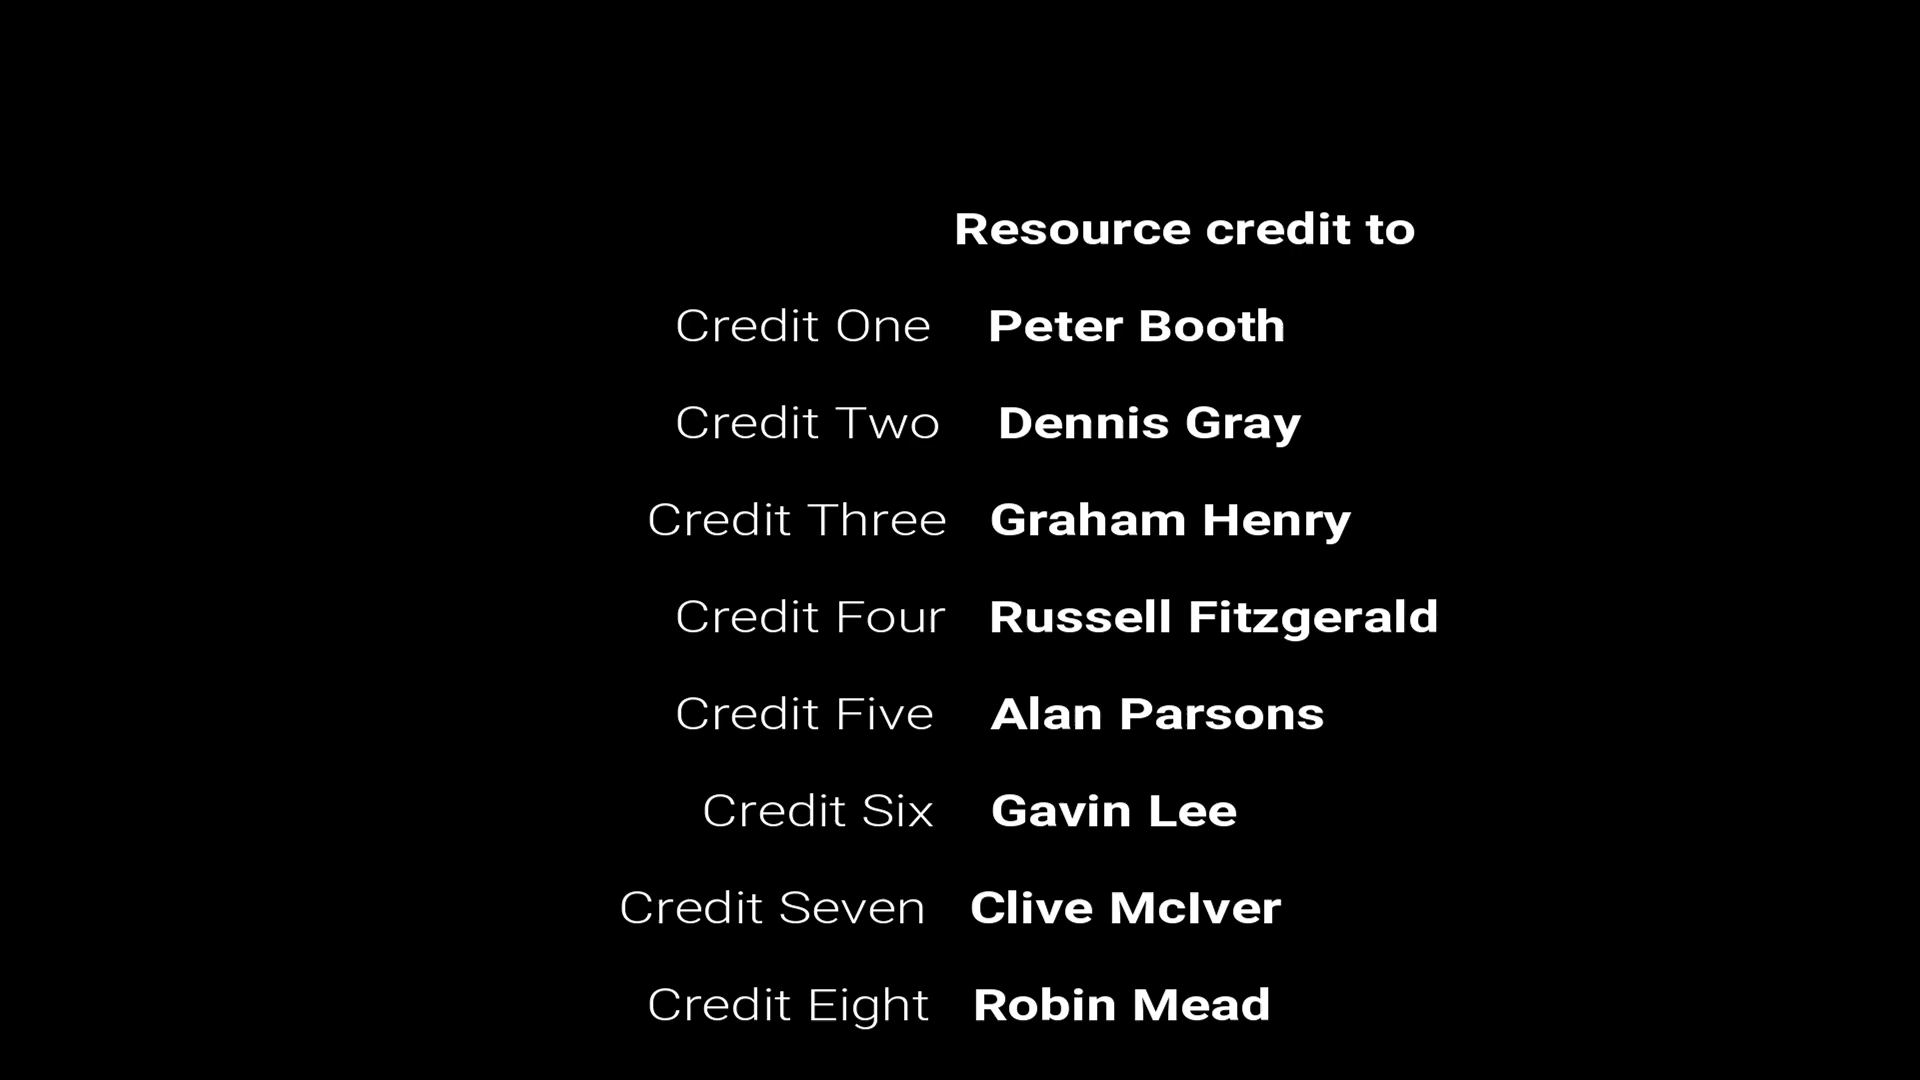 Resource credit to
Credit One Peter Booth
Credit Two Dennis Gray
Credit Three Graham Henry
Credit Four Russell Fitzgerald
Credit Five Alan Parsons
Credit Six Gavin Lee
Credit Seven Clive McIver
Credit Eight Robin Mead